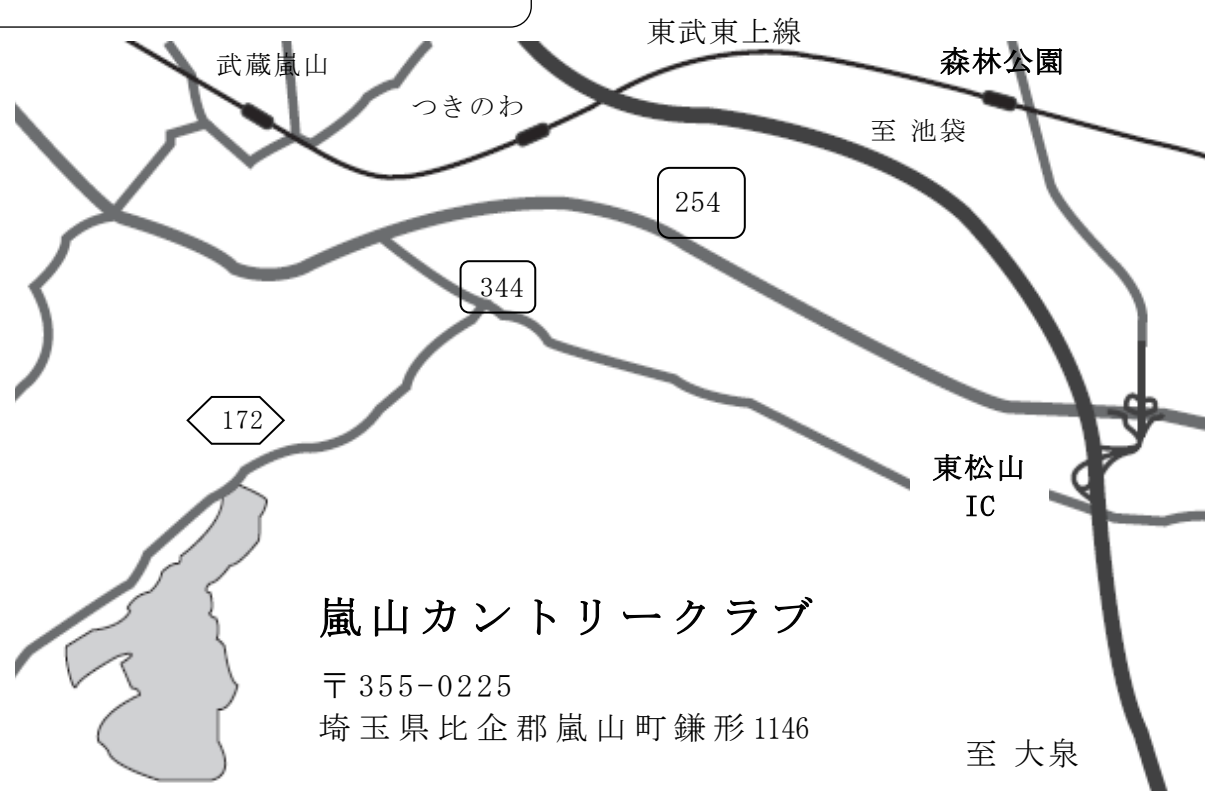 東武東上線
武蔵嵐山
森林公園
つきのわ
至 池袋
254
344
172
東松山
IC
嵐山カントリークラブ
〒355-0225
埼玉県比企郡嵐山町鎌形1146
至 大泉